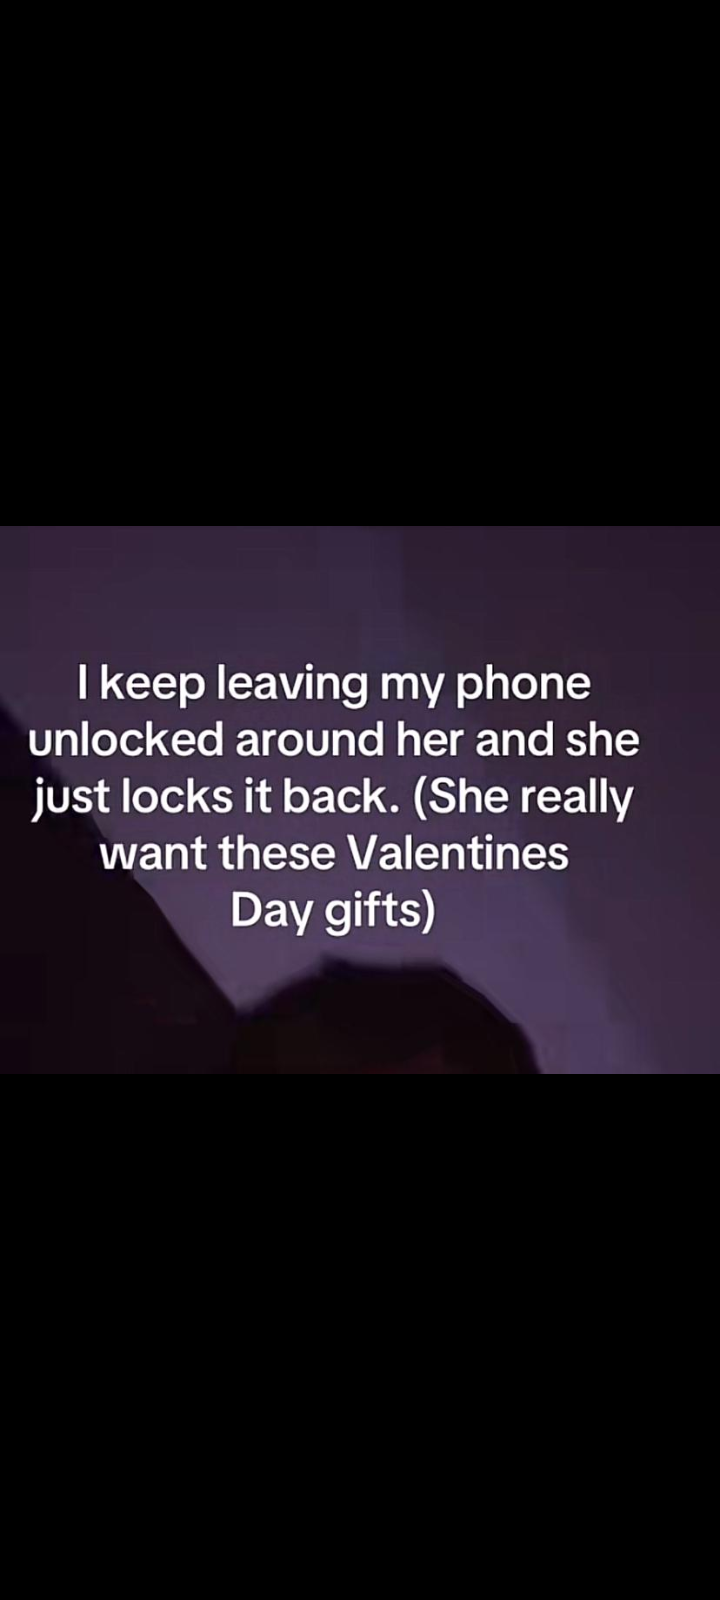 I keep leaving my phone
unlocked around her and she
just locks it back. (She really
want these Valentines
Day gifts)